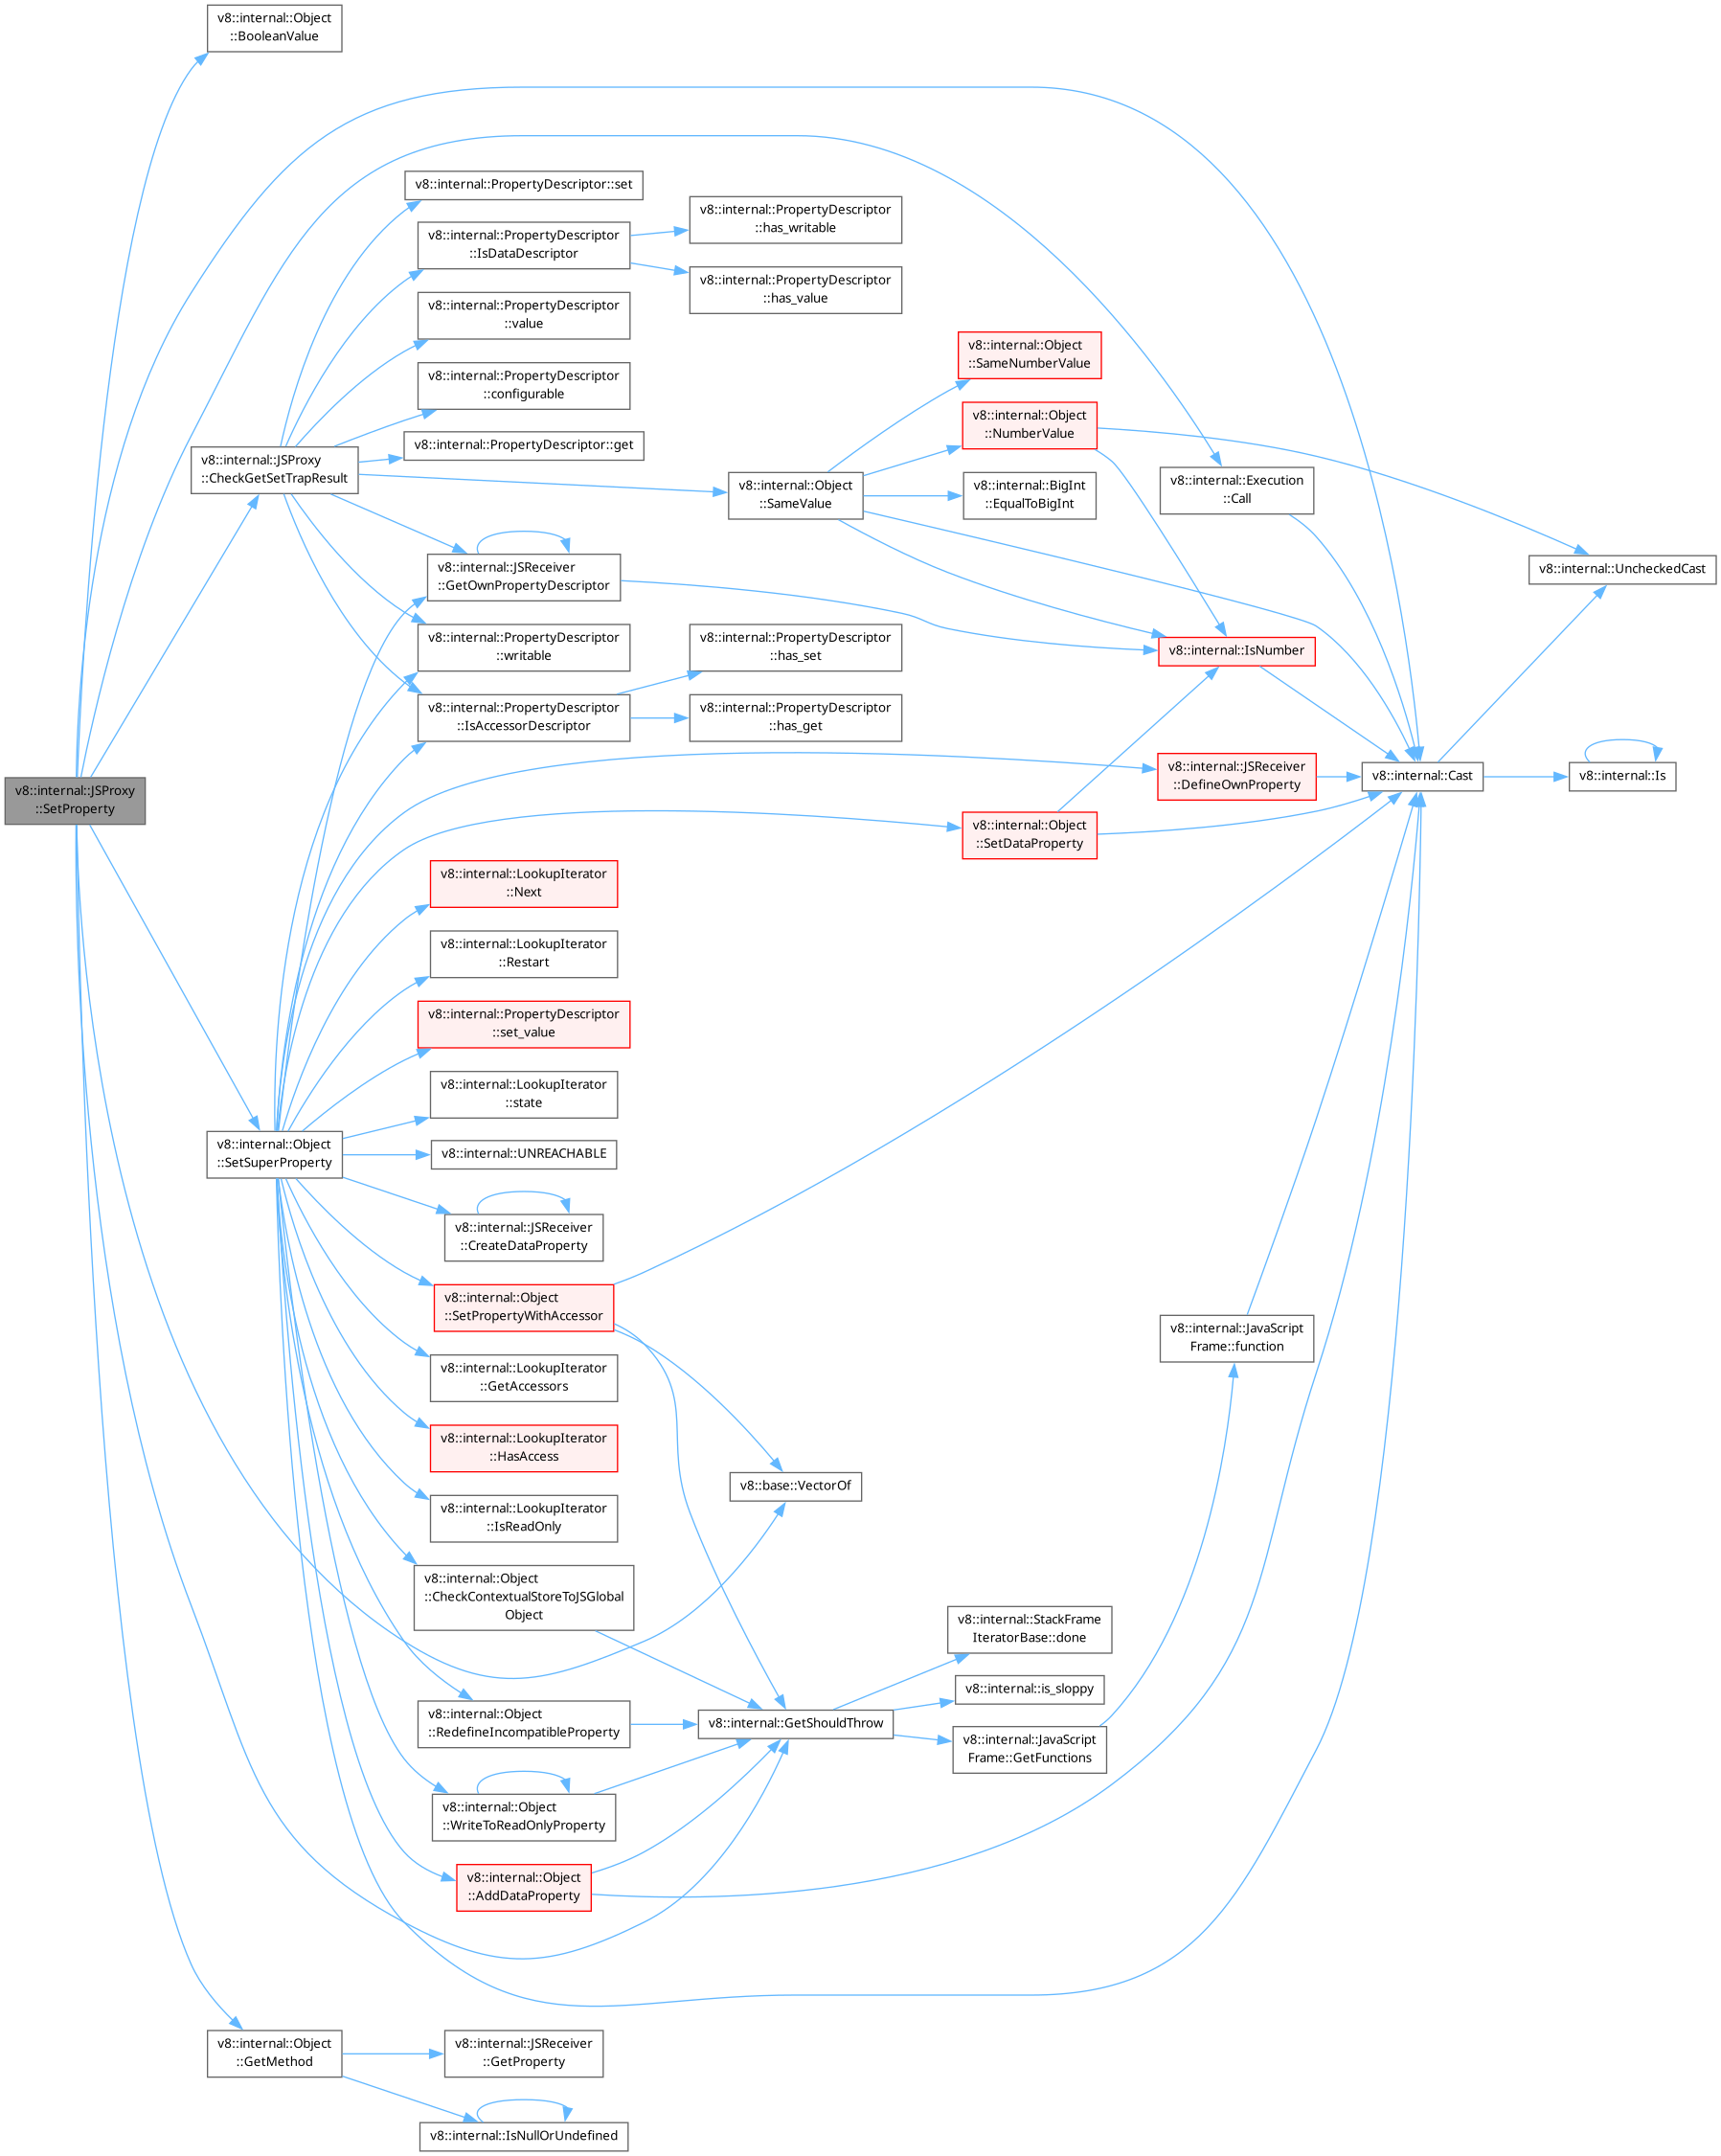 v8::internal::Object
::BooleanValue
v8::internal::PropertyDescriptor::set
v8::internal::PropertyDescriptor
::IsDataDescriptor
v8::internal::PropertyDescriptor
::has_writable
v8::internal::PropertyDescriptor
::has_value
v8::internal::PropertyDescriptor
::value
v8::internal::PropertyDescriptor
::configurable
v8::internal::PropertyDescriptor::get
v8::internal::JSProxy
::CheckGetSetTrapResult
v8::internal::Object
::SameValue
v8::internal::Object
::SameNumberValue
v8::internal::Object
::NumberValue
v8::internal::BigInt
::EqualToBigInt
v8::internal::Execution
::Call
v8::internal::UncheckedCast
v8::internal::JSReceiver
::GetOwnPropertyDescriptor
v8::internal::PropertyDescriptor
::writable
v8::internal::PropertyDescriptor
::has_set
v8::internal::IsNumber
v8::internal::PropertyDescriptor
::IsAccessorDescriptor
v8::internal::PropertyDescriptor
::has_get
v8::internal::JSReceiver
::DefineOwnProperty
v8::internal::Cast
v8::internal::Is
v8::internal::JSProxy
::SetProperty
v8::internal::Object
::SetDataProperty
v8::internal::LookupIterator
::Next
v8::internal::LookupIterator
::Restart
v8::internal::PropertyDescriptor
::set_value
v8::internal::LookupIterator
::state
v8::internal::Object
::SetSuperProperty
v8::internal::UNREACHABLE
v8::internal::JSReceiver
::CreateDataProperty
v8::internal::Object
::SetPropertyWithAccessor
v8::internal::JavaScript
Frame::function
v8::internal::LookupIterator
::GetAccessors
v8::internal::LookupIterator
::HasAccess
v8::base::VectorOf
v8::internal::LookupIterator
::IsReadOnly
v8::internal::Object
::CheckContextualStoreToJSGlobal
Object
v8::internal::StackFrame
IteratorBase::done
v8::internal::is_sloppy
v8::internal::Object
::RedefineIncompatibleProperty
v8::internal::GetShouldThrow
v8::internal::JavaScript
Frame::GetFunctions
v8::internal::Object
::WriteToReadOnlyProperty
v8::internal::Object
::AddDataProperty
v8::internal::Object
::GetMethod
v8::internal::JSReceiver
::GetProperty
v8::internal::IsNullOrUndefined